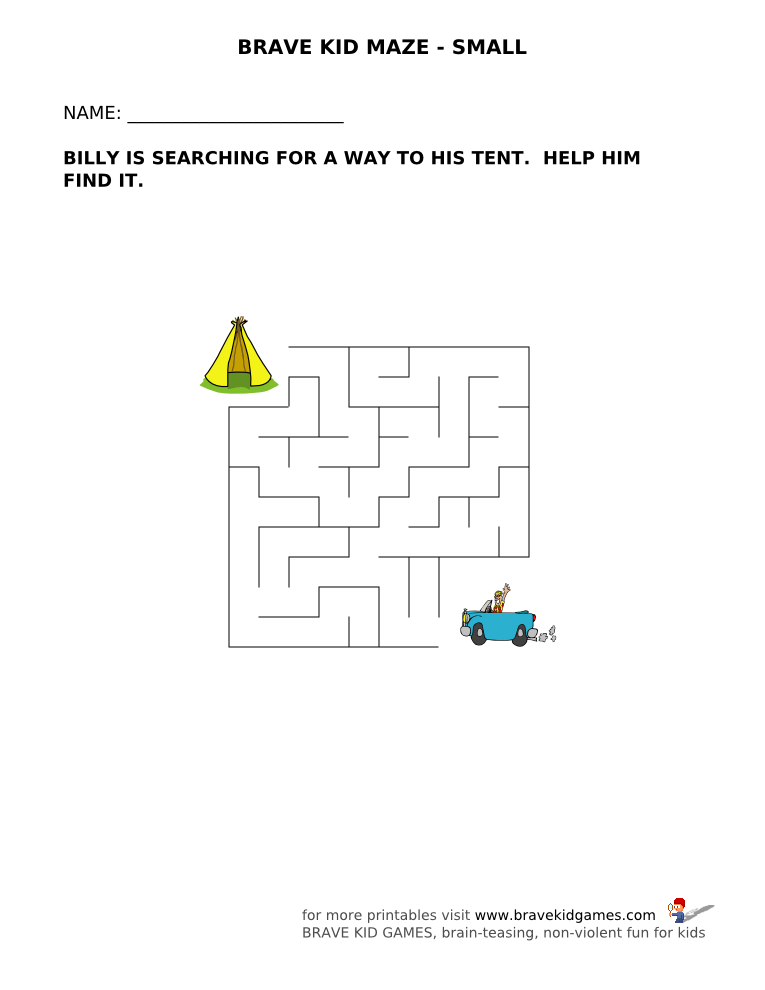 BRAVE KID MAZE - SMALL
NAME: ________________________
BILLY IS SEARCHING FOR A WAY TO HIS TENT.  HELP HIM
FIND IT.
for more printables visit www.bravekidgames.com
BRAVE KID GAMES, brain-teasing, non-violent fun for kids